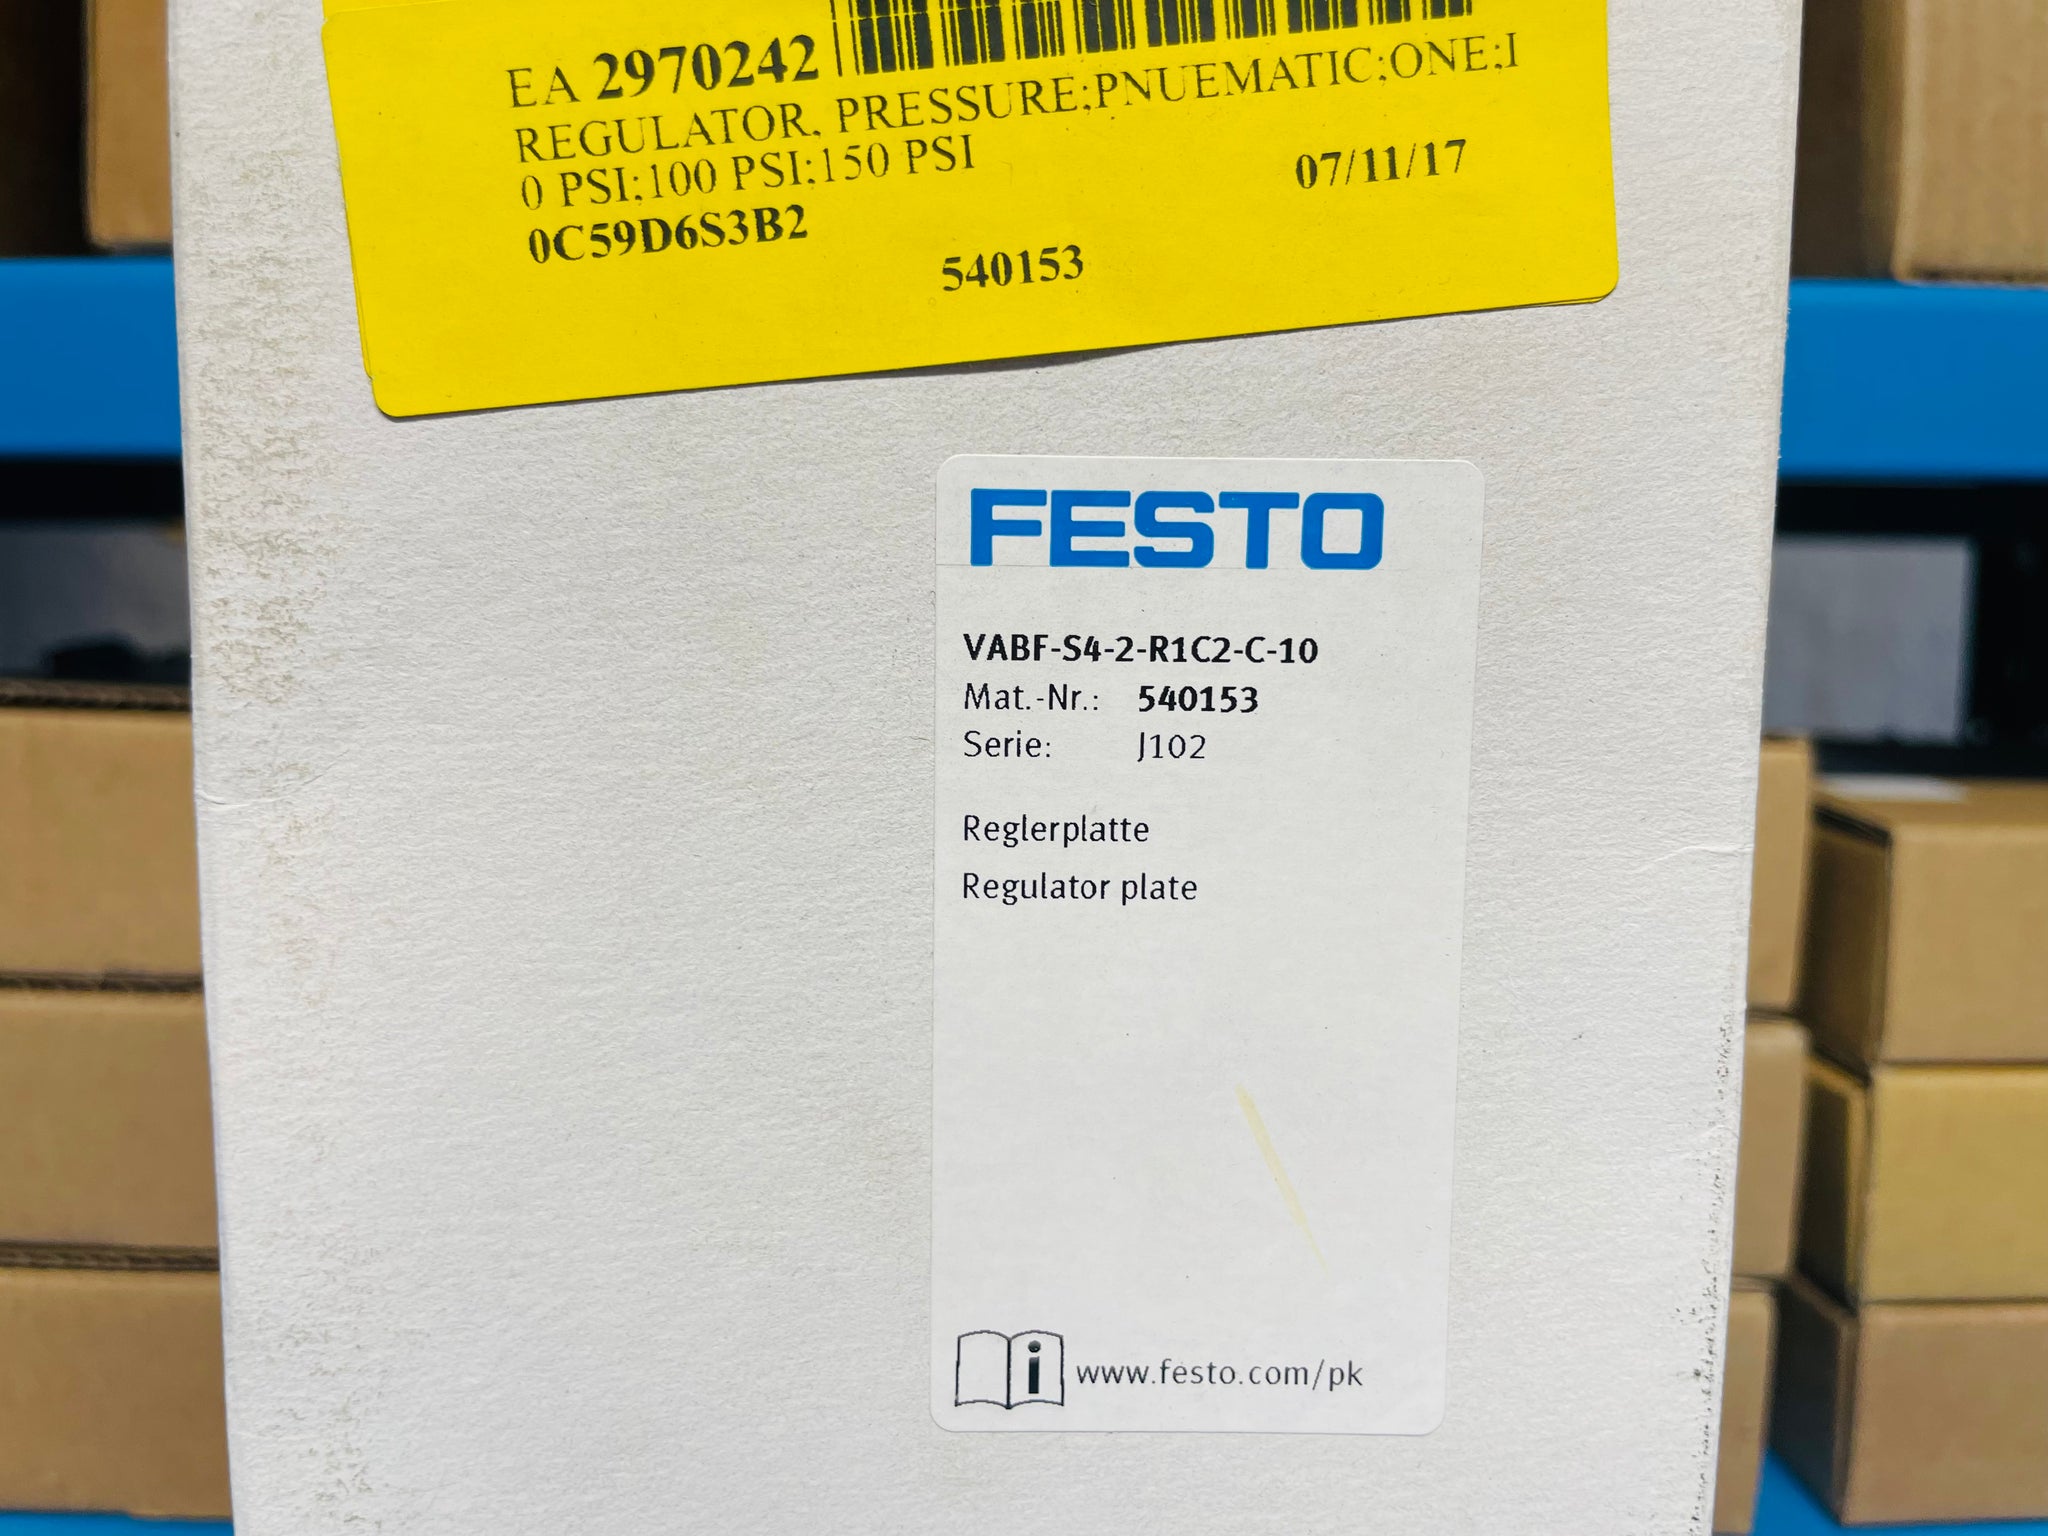 EA 2970242
REGULATOR, PRESSURE;PNUEMATIC;ONE;I
0 PSI;100 PSI;150 PSI
07/11/17
0C59D6S3B2
540153
FESTO
VABF-S4-2-R1C2-C-10
Mat.-Nr.: 540153
Serie: J102
Reglerplatte
Regulator plate
i www.festo.com/pk